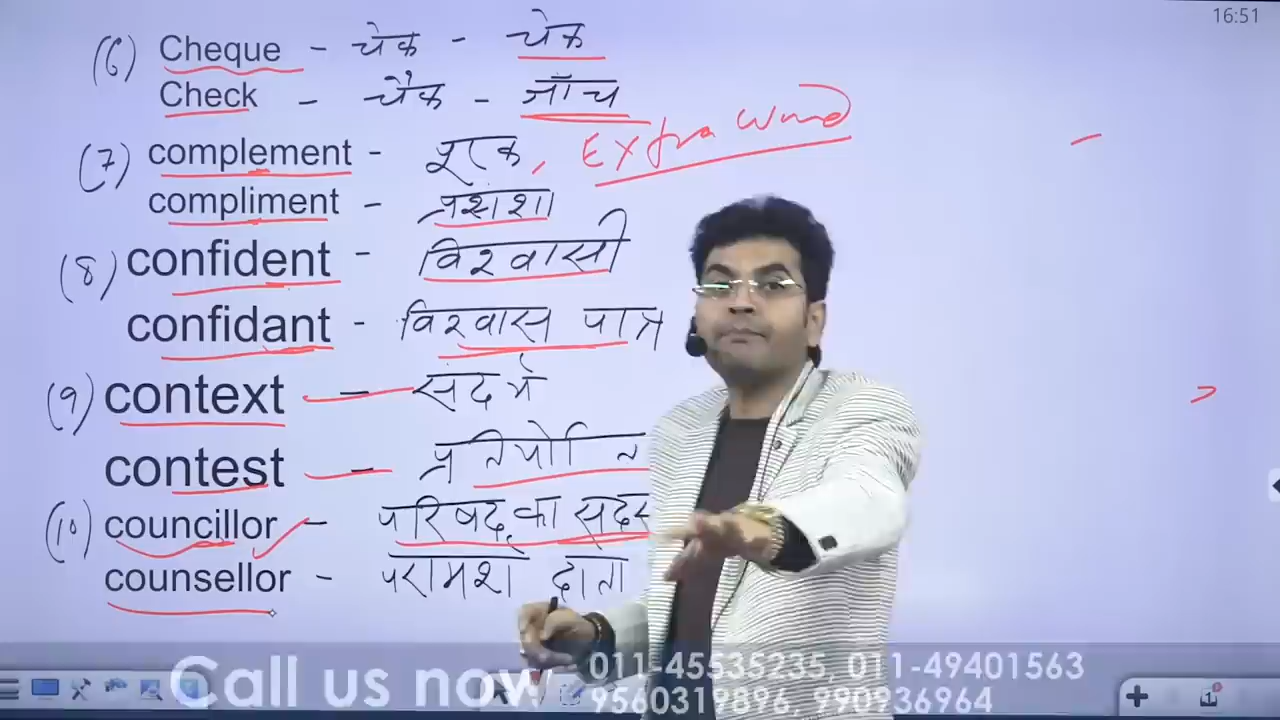 16:51
(6) Cheque - चेक - चेक
Check - चैक - जाँच
(7) complement - पूरक, Extra word
compliment - प्रशंशा
(8) confident - विश्वासी
confidant - विश्वास पात्र
(9) context - संदर्भ
contest - प्रतियोगित
(10) councillor - परिषद का सदस
counsellor - परामर्श दाता
Call us now
011-45535235, 011-49401563
9560319896, 990936964